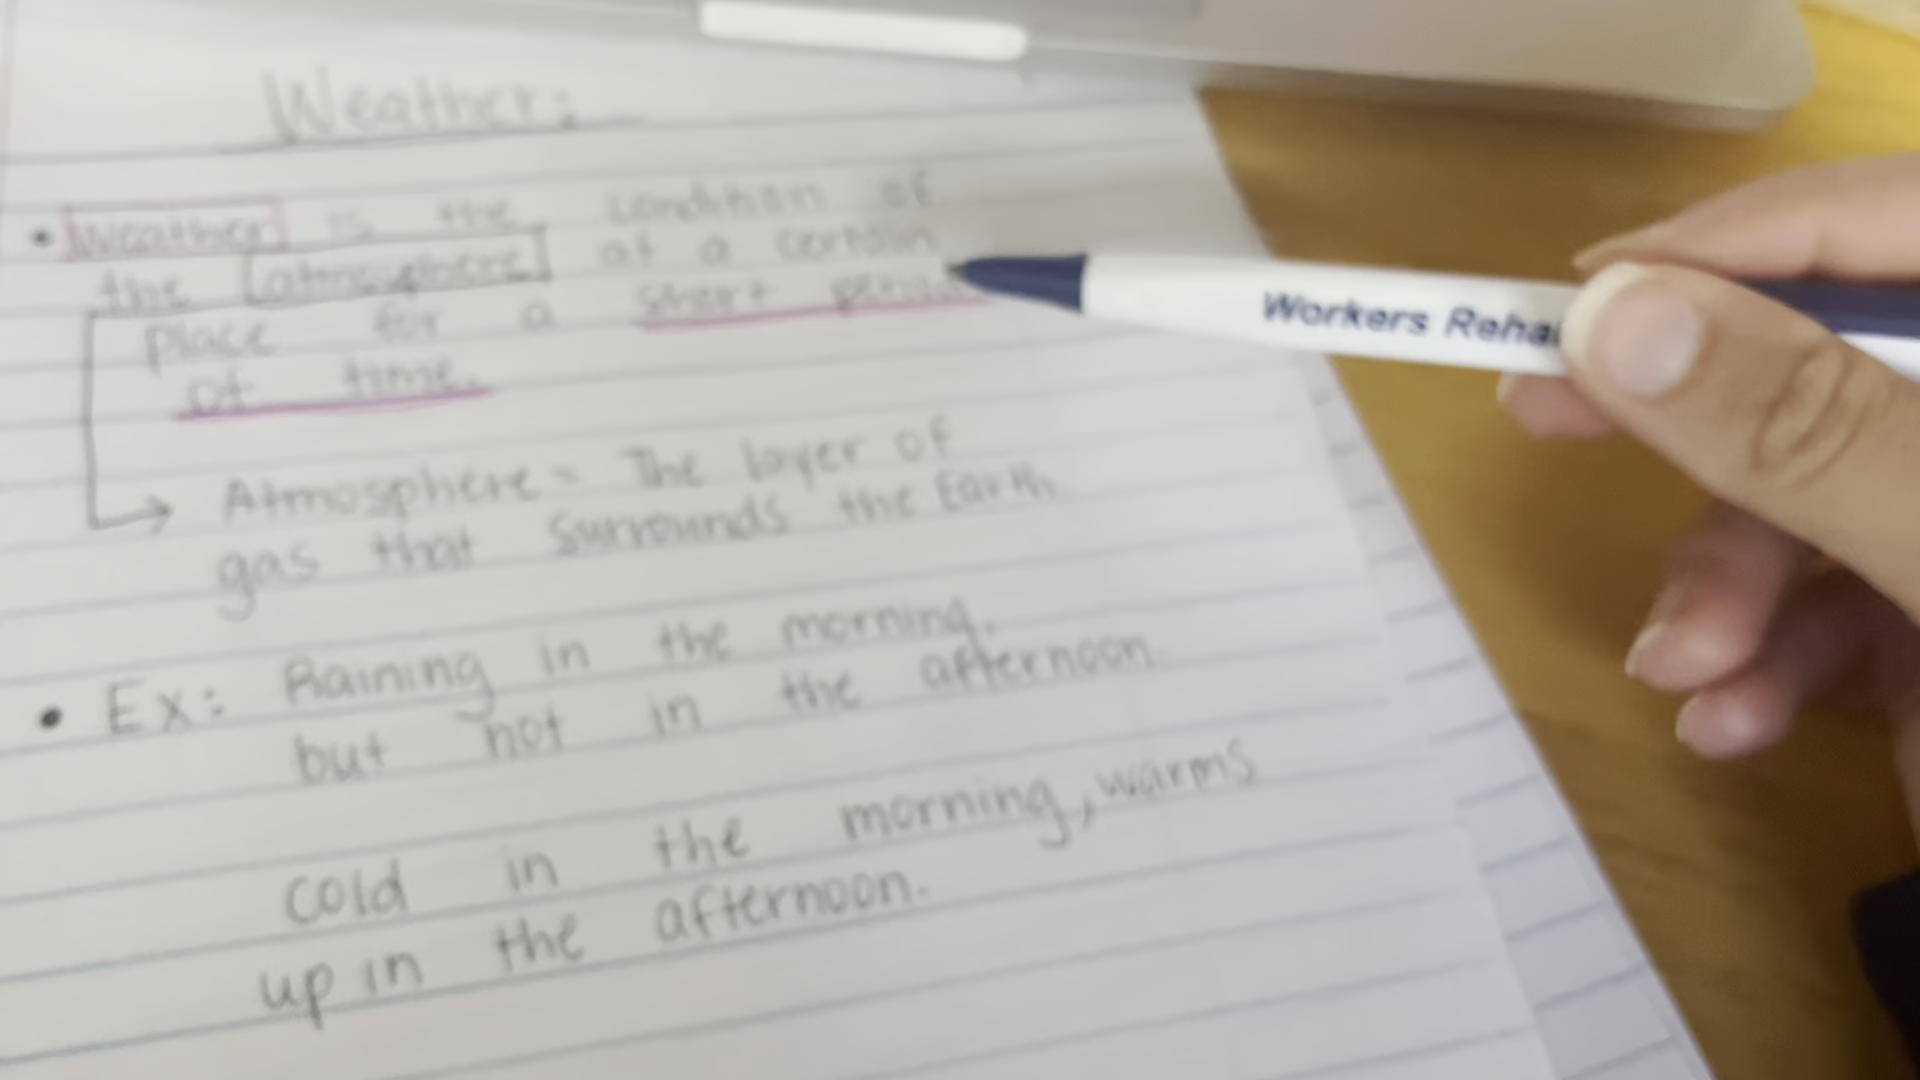 Weather:
Weather is the condition of
the atmosphere at a certain
place for a short period
of time.
Atmosphere = The layer of
gas that surrounds the Earth
Ex: Raining in the morning,
but not in the afternoon.
cold in the morning, warms
up in the afternoon.
Workers Reha